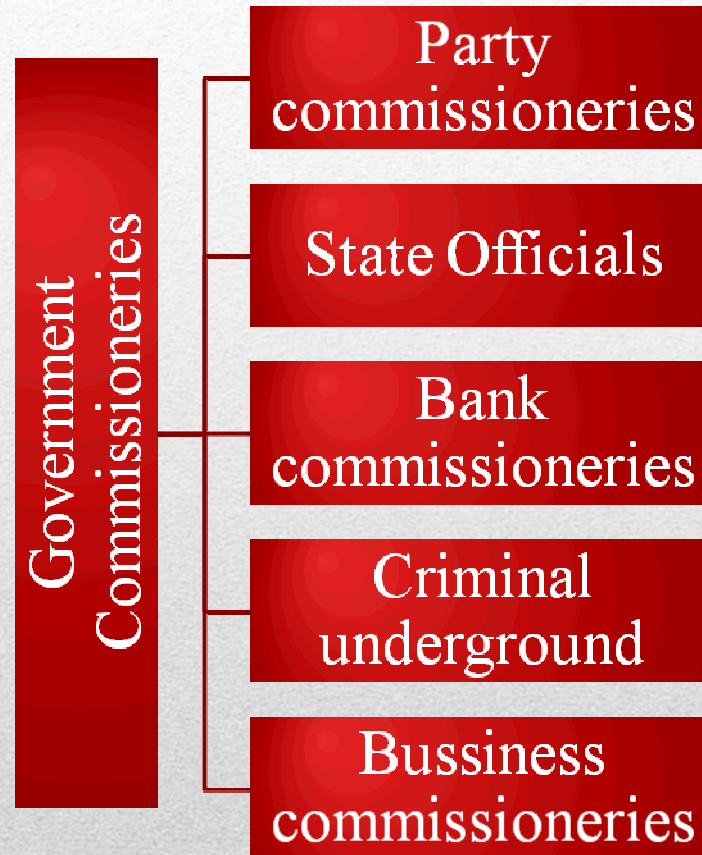 Government
Commissioneries
Party
commissioneries
State Officials
Bank
commissioneries
Criminal
underground
Bussiness
commissioneries